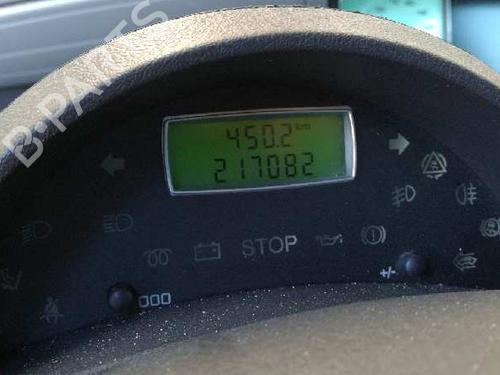 450.2 km
217082
STOP
000
+/-
B-PARTS